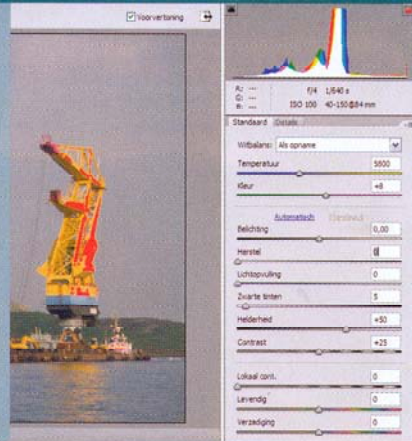 Voorvertoning
R: ---
G: ---
B: ---
f/4 1/640 s
ISO 100 40-150@84 mm
Standaard Details
Witbalans: Als opname
Temperatuur 5800
Kleur +8
Automatisch Standaard
Belichting 0,00
Herstel 0
Lichtopvulling 0
Zwarte tinten 5
Helderheid +50
Contrast +25
Lokaal cont. 0
Levendig 0
Verzadiging 0